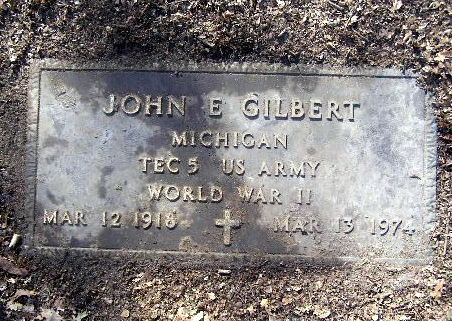 JOHN E GILBERT
MICHIGAN
TEC 5 US ARMY
WORLD WAR II
MAR 12 1918 MAR 13 1974